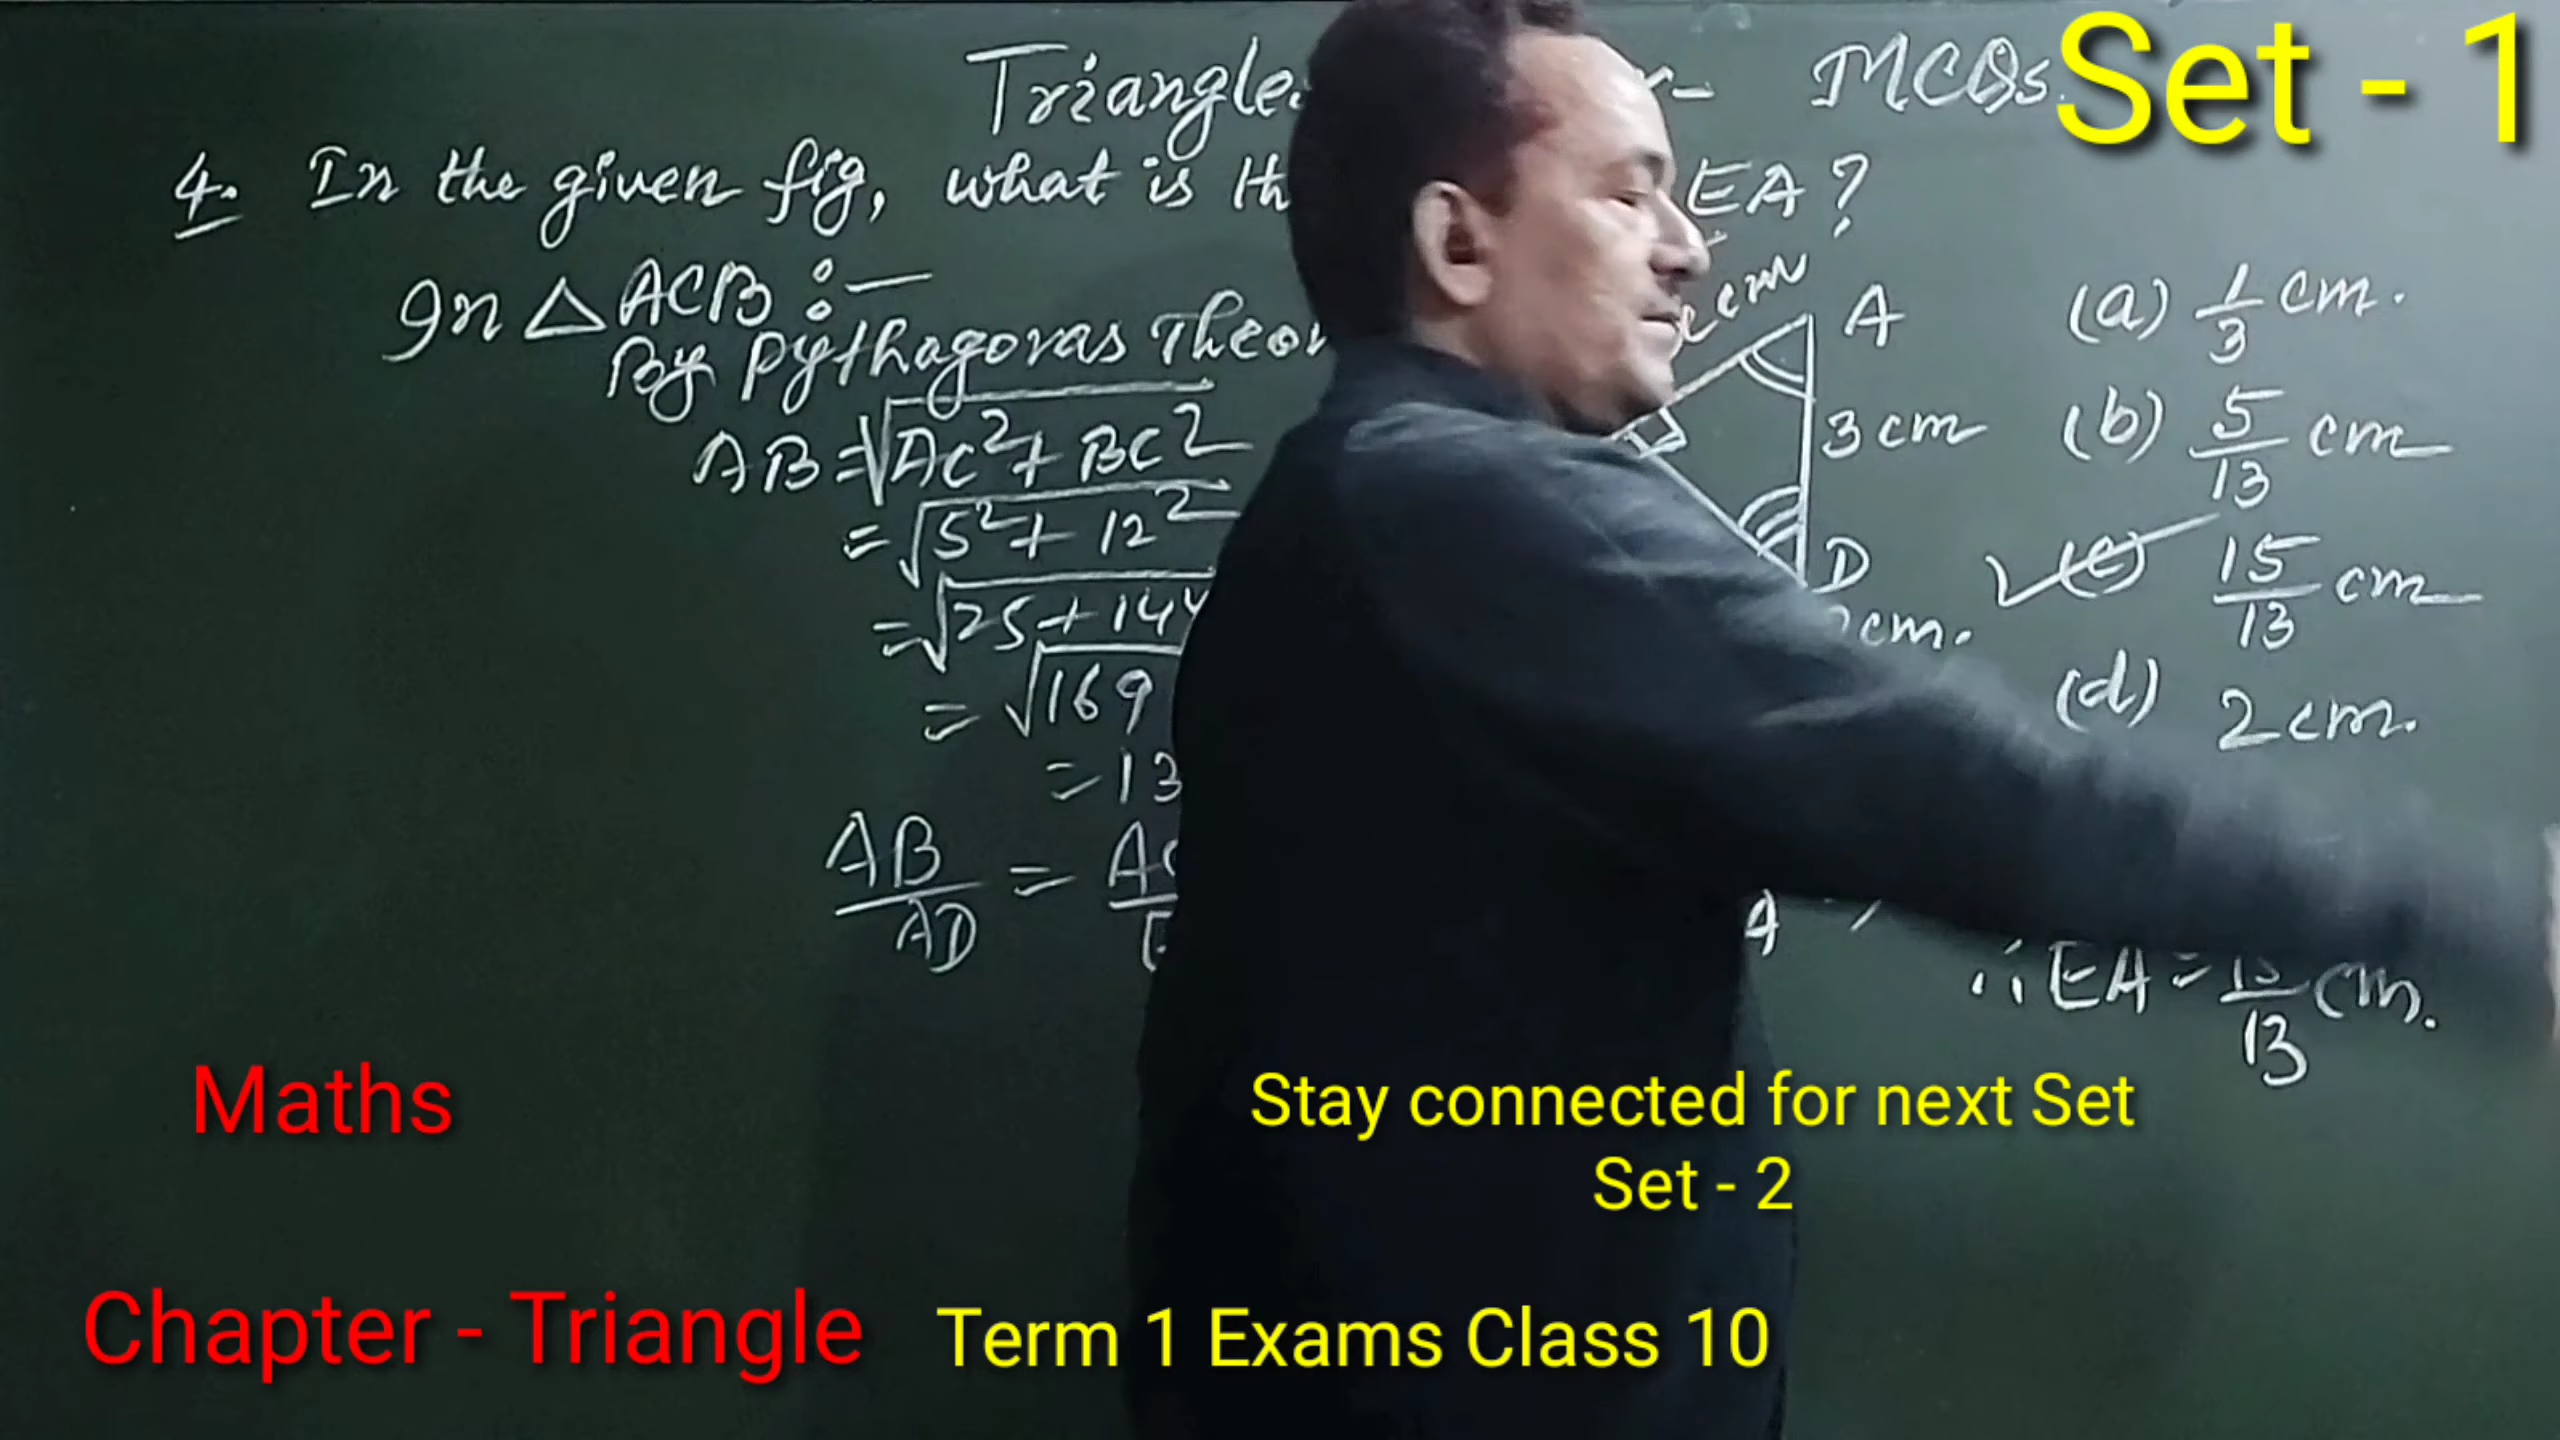 Set - 1
Triangle MCQs.
4. In the given fig, what is EA?
In △ ACB :—
By Pythagoras
AB = √AC² + BC²
= √5² + 12²
= √25 + 144
= √169
= 13
AB/AD =
cm
A
3 cm
D
cm.
(a) 1/3 cm.
(b) 5/13 cm
(c) 15/13 cm
(d) 2 cm.
A
∴ EA = 15/13 cm.
Maths
Stay connected for next Set
Set - 2
Chapter - Triangle
Term 1 Exams Class 10